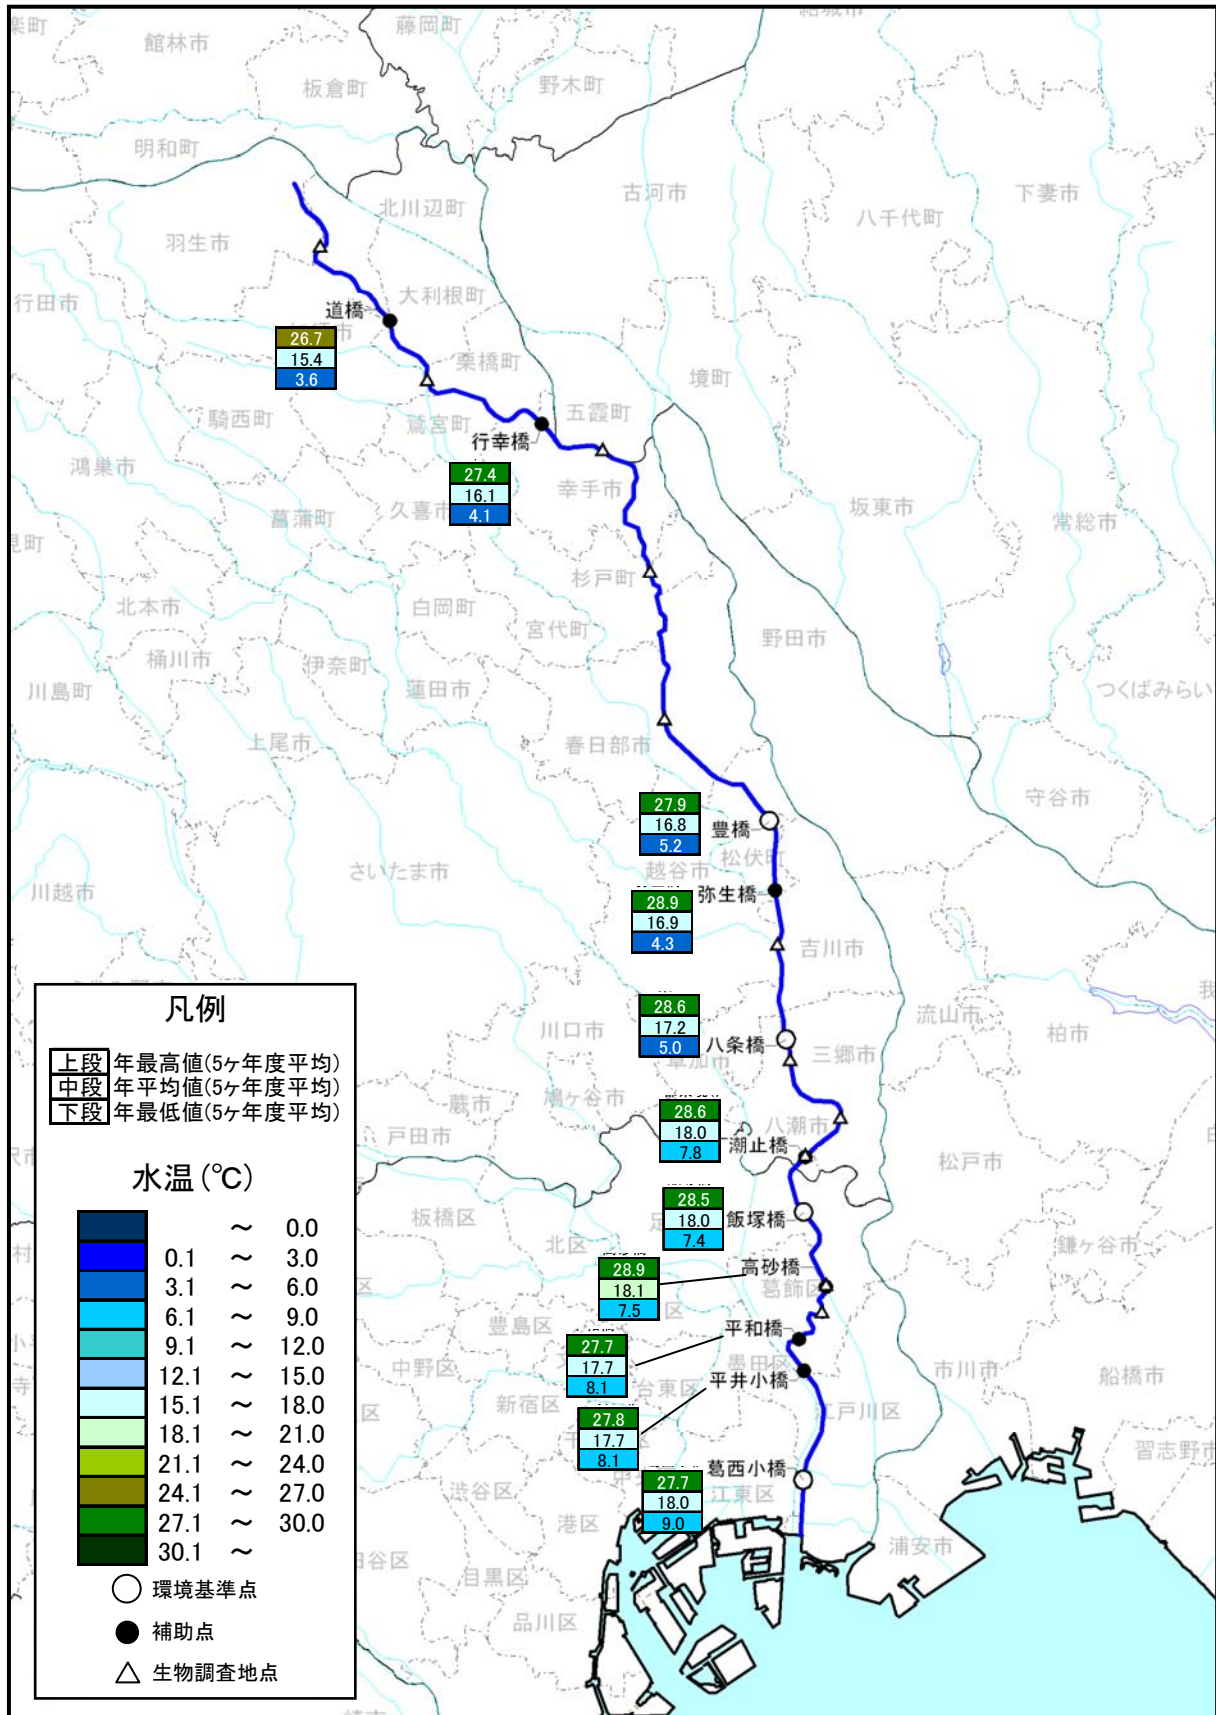 楽町
館林市
藤岡町
板倉町
野木町
明和町
北川辺町
古河市
下妻市
八千代町
羽生市
行田市
大利根町
道橋
26.7
15.4
3.6
栗橋町
境町
騎西町
鷲宮町
五霞町
行幸橋
鴻巣市
27.4
16.1
4.1
幸手市
菖蒲町
久喜市
坂東市
常総市
見町
杉戸町
北本市
白岡町
宮代町
野田市
桶川市
伊奈町
蓮田市
川島町
つくばみらい
上尾市
春日部市
守谷市
27.9
16.8
5.2
豊橋
松伏町
越谷市
さいたま市
川越市
28.9
16.9
4.3
弥生橋
吉川市
28.6
17.2
5.0
八条橋
川口市
草加市
三郷市
流山市
柏市
我
鳩ヶ谷市
蕨市
戸田市
28.6
18.0
7.8
八潮市
潮止橋
松戸市
28.5
18.0
7.4
飯塚橋
板橋区
北区
足
鎌ヶ谷市
28.9
18.1
7.5
高砂橋
葛飾区
豊島区
27.7
17.7
8.1
平和橋
墨田区
中野区
台東区
平井小橋
市川市
船橋市
新宿区
27.8
17.7
8.1
江戸川区
習志野市
27.7
18.0
9.0
葛西小橋
渋谷区
江東区
港区
浦安市
田谷区
目黒区
品川区
凡例
上段 年最高値(5ヶ年度平均)
中段 年平均値(5ヶ年度平均)
下段 年最低値(5ヶ年度平均)
水温(℃)
～ 0.0
0.1 ～ 3.0
3.1 ～ 6.0
6.1 ～ 9.0
9.1 ～ 12.0
12.1 ～ 15.0
15.1 ～ 18.0
18.1 ～ 21.0
21.1 ～ 24.0
24.1 ～ 27.0
27.1 ～ 30.0
30.1 ～
環境基準点
補助点
生物調査地点